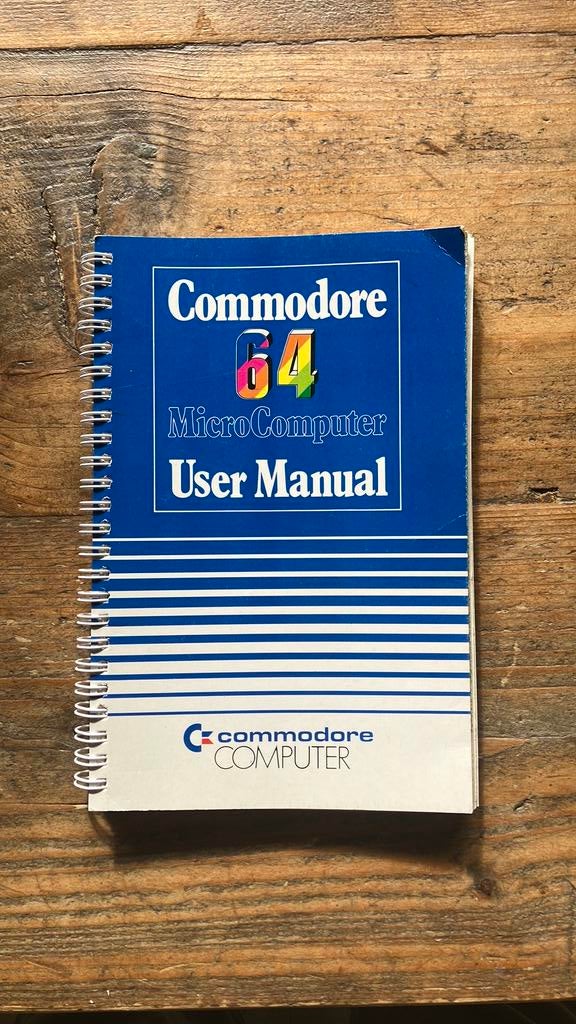 Commodore
64
MicroComputer
User Manual
commodore
COMPUTER